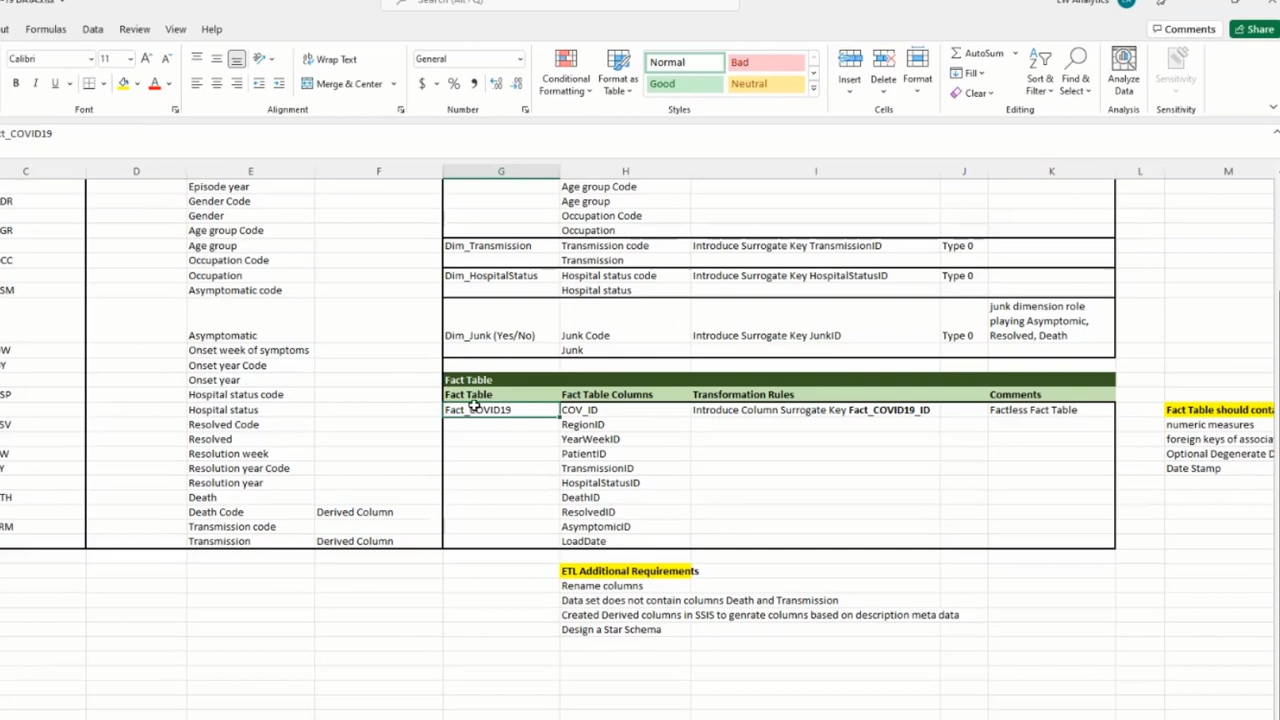 Formulas Data Review View Help
Comments Share
Calibri 11 Wrap Text General Normal Bad AutoSum
B I U Merge & Center $ % Good Neutral Fill Clear
Conditional Formatting Format as Table Insert Delete Format Sort & Filter Find & Select Analyze Data Sensitivity
Font Alignment Number Styles Cells Editing Analysis Sensitivity
ct_COVID19
C D E F G H I J K L M
Episode year Age group Code
DR Gender Code Age group
Gender Occupation Code
GR Age group Code Occupation
Age group Dim_Transmission Transmission code Introduce Surrogate Key TransmissionID Type 0
CC Occupation Code Transmission
Occupation Dim_HospitalStatus Hospital status code Introduce Surrogate Key HospitalStatusID Type 0
SM Asymptomatic code Hospital status
junk dimension role
playing Asymptomic,
Asymptomatic Dim_Junk (Yes/No) Junk Code Introduce Surrogate Key JunkID Type 0 Resolved, Death
OW Onset week of symptoms Junk
OY Onset year Code
Onset year Fact Table
SP Hospital status code Fact Table Fact Table Columns Transformation Rules Comments
Hospital status Fact_COVID19 COV_ID Introduce Column Surrogate Key Fact_COVID19_ID Factless Fact Table Fact Table should conta
SV Resolved Code RegionID numeric measures
Resolved YearWeekID foreign keys of associa
W Resolution week PatientID Optional Degenerate D
Y Resolution year Code TransmissionID Date Stamp
Resolution year HospitalStatusID
TH Death DeathID
Death Code Derived Column ResolvedID
RM Transmission code AsymptomicID
Transmission Derived Column LoadDate
ETL Additional Requirements
Rename columns
Data set does not contain columns Death and Transmission
Created Derived columns in SSIS to genrate columns based on description meta data
Design a Star Schema